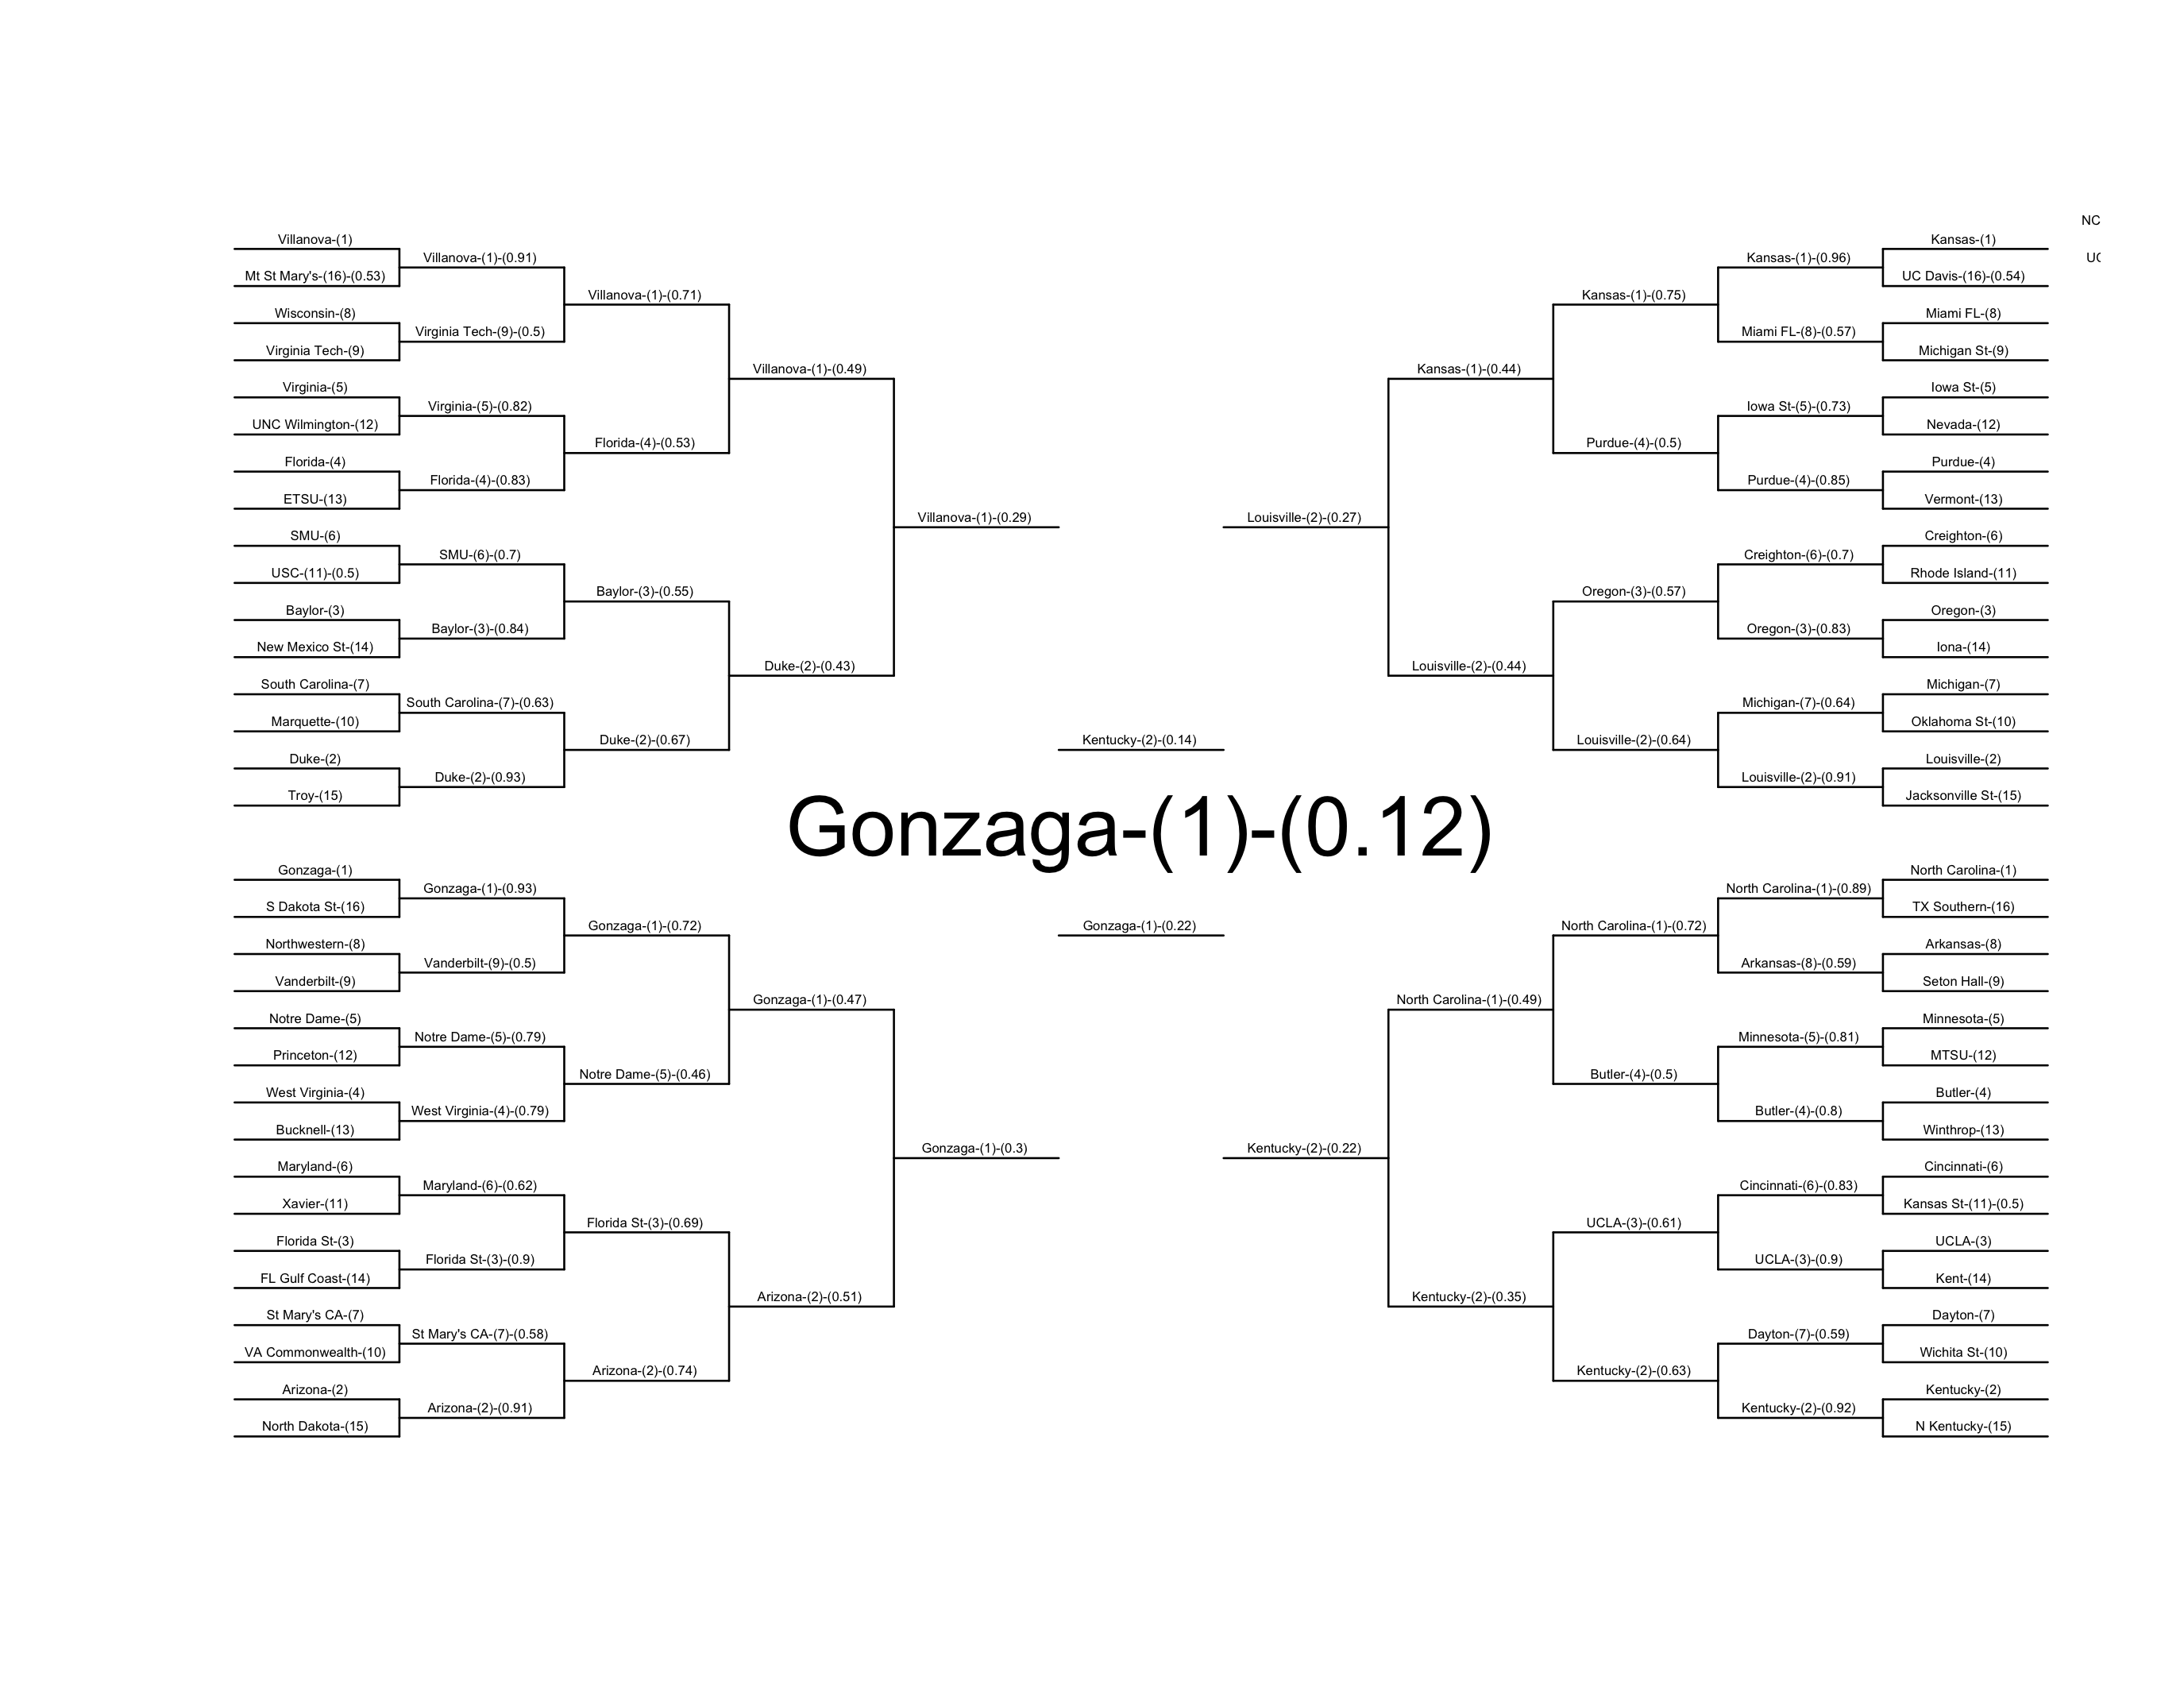 Villanova-(1)
Mt St Mary's-(16)-(0.53)
Wisconsin-(8)
Virginia Tech-(9)
Virginia-(5)
UNC Wilmington-(12)
Florida-(4)
ETSU-(13)
SMU-(6)
USC-(11)-(0.5)
Baylor-(3)
New Mexico St-(14)
South Carolina-(7)
Marquette-(10)
Duke-(2)
Troy-(15)
Villanova-(1)-(0.91)
Virginia Tech-(9)-(0.5)
Virginia-(5)-(0.82)
Florida-(4)-(0.83)
SMU-(6)-(0.7)
Baylor-(3)-(0.84)
South Carolina-(7)-(0.63)
Duke-(2)-(0.93)
Villanova-(1)-(0.71)
Florida-(4)-(0.53)
Baylor-(3)-(0.55)
Duke-(2)-(0.67)
Villanova-(1)-(0.49)
Duke-(2)-(0.43)
Villanova-(1)-(0.29)
Gonzaga-(1)
S Dakota St-(16)
Northwestern-(8)
Vanderbilt-(9)
Notre Dame-(5)
Princeton-(12)
West Virginia-(4)
Bucknell-(13)
Maryland-(6)
Xavier-(11)
Florida St-(3)
FL Gulf Coast-(14)
St Mary's CA-(7)
VA Commonwealth-(10)
Arizona-(2)
North Dakota-(15)
Gonzaga-(1)-(0.93)
Vanderbilt-(9)-(0.5)
Notre Dame-(5)-(0.79)
West Virginia-(4)-(0.79)
Maryland-(6)-(0.62)
Florida St-(3)-(0.9)
St Mary's CA-(7)-(0.58)
Arizona-(2)-(0.91)
Gonzaga-(1)-(0.72)
Notre Dame-(5)-(0.46)
Florida St-(3)-(0.69)
Arizona-(2)-(0.74)
Gonzaga-(1)-(0.47)
Arizona-(2)-(0.51)
Gonzaga-(1)-(0.3)
Kentucky-(2)-(0.14)
Gonzaga-(1)-(0.12)
Gonzaga-(1)-(0.22)
Louisville-(2)-(0.27)
Kansas-(1)-(0.44)
Louisville-(2)-(0.44)
Kansas-(1)-(0.75)
Purdue-(4)-(0.5)
Oregon-(3)-(0.57)
Louisville-(2)-(0.64)
Kansas-(1)-(0.96)
Miami FL-(8)-(0.57)
Iowa St-(5)-(0.73)
Purdue-(4)-(0.85)
Creighton-(6)-(0.7)
Oregon-(3)-(0.83)
Michigan-(7)-(0.64)
Louisville-(2)-(0.91)
Kansas-(1)
UC Davis-(16)-(0.54)
Miami FL-(8)
Michigan St-(9)
Iowa St-(5)
Nevada-(12)
Purdue-(4)
Vermont-(13)
Creighton-(6)
Rhode Island-(11)
Oregon-(3)
Iona-(14)
Michigan-(7)
Oklahoma St-(10)
Louisville-(2)
Jacksonville St-(15)
NC
Kentucky-(2)-(0.22)
North Carolina-(1)-(0.49)
Kentucky-(2)-(0.35)
North Carolina-(1)-(0.72)
Butler-(4)-(0.5)
UCLA-(3)-(0.61)
Kentucky-(2)-(0.63)
North Carolina-(1)-(0.89)
Arkansas-(8)-(0.59)
Minnesota-(5)-(0.81)
Butler-(4)-(0.8)
Cincinnati-(6)-(0.83)
UCLA-(3)-(0.9)
Dayton-(7)-(0.59)
Kentucky-(2)-(0.92)
North Carolina-(1)
TX Southern-(16)
Arkansas-(8)
Seton Hall-(9)
Minnesota-(5)
MTSU-(12)
Butler-(4)
Winthrop-(13)
Cincinnati-(6)
Kansas St-(11)-(0.5)
UCLA-(3)
Kent-(14)
Dayton-(7)
Wichita St-(10)
Kentucky-(2)
N Kentucky-(15)